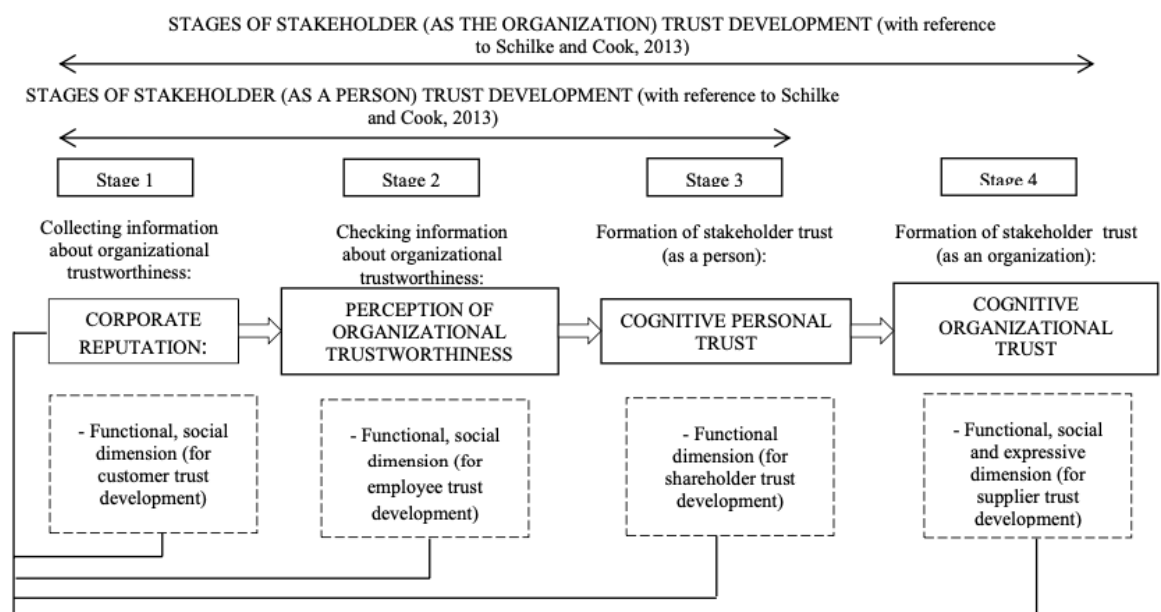 STAGES OF STAKEHOLDER (AS THE ORGANIZATION) TRUST DEVELOPMENT (with reference
to Schilke and Cook, 2013)
STAGES OF STAKEHOLDER (AS A PERSON) TRUST DEVELOPMENT (with reference to Schilke
and Cook, 2013)
Stage 1
Stage 2
Stage 3
Stage 4
Collecting information
about organizational
trustworthiness:
Checking information
about organizational
trustworthiness:
Formation of stakeholder trust
(as a person):
Formation of stakeholder trust
(as an organization):
CORPORATE
REPUTATION:
PERCEPTION OF
ORGANIZATIONAL
TRUSTWORTHINESS
COGNITIVE PERSONAL
TRUST
COGNITIVE
ORGANIZATIONAL
TRUST
- Functional, social
dimension (for
customer trust
development)
- Functional, social
dimension (for
employee trust
development)
- Functional
dimension (for
shareholder trust
development)
- Functional, social
and expressive
dimension (for
supplier trust
development)